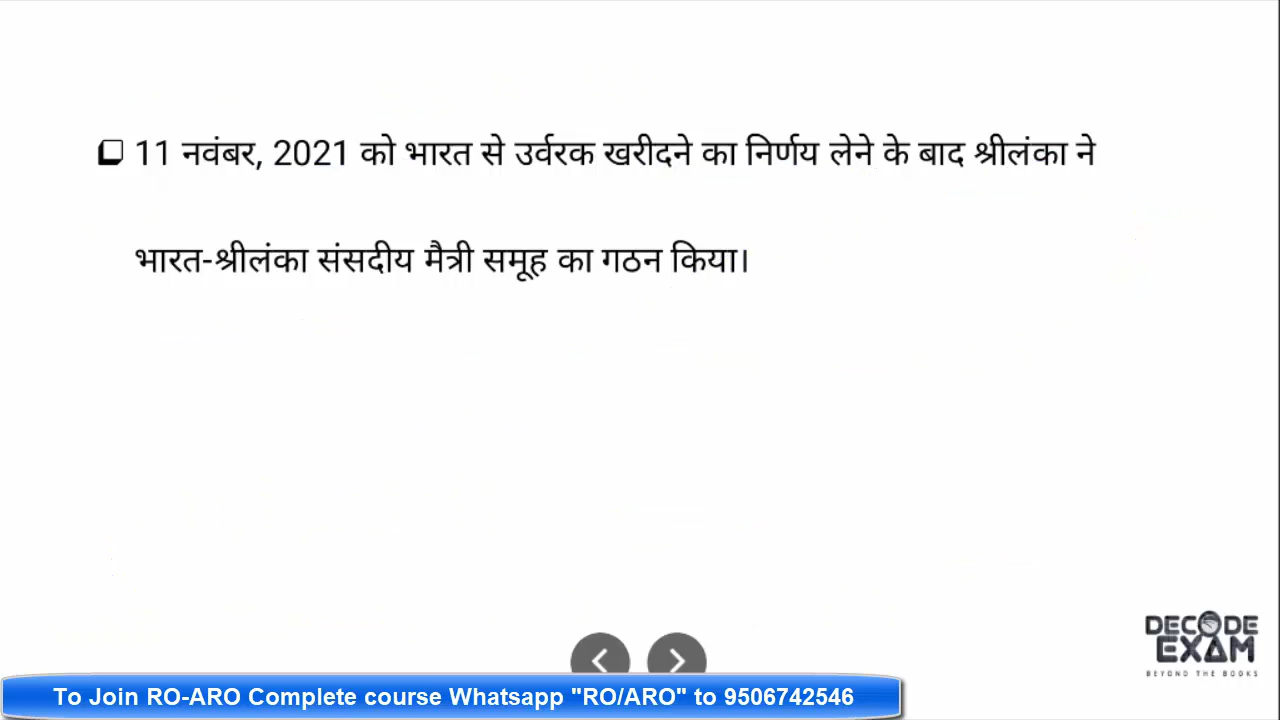 11 नवंबर, 2021 को भारत से उर्वरक खरीदने का निर्णय लेने के बाद श्रीलंका ने
भारत-श्रीलंका संसदीय मैत्री समूह का गठन किया।
DECODE
EXAM
BEYOND THE BOOKS
To Join RO-ARO Complete course Whatsapp "RO/ARO" to 9506742546